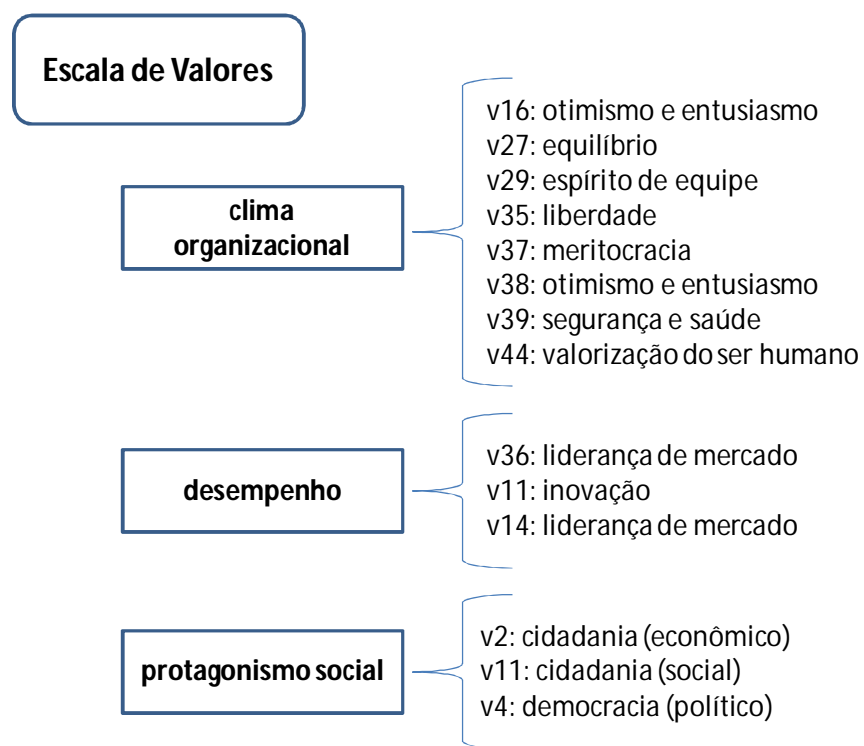 Escala de Valores
clima
organizacional
v16: otimismo e entusiasmo
v27: equilíbrio
v29: espírito de equipe
v35: liberdade
v37: meritocracia
v38: otimismo e entusiasmo
v39: segurança e saúde
v44: valorização do ser humano
desempenho
v36: liderança de mercado
v11: inovação
v14: liderança de mercado
protagonismo social
v2: cidadania (econômico)
v11: cidadania (social)
v4: democracia (político)